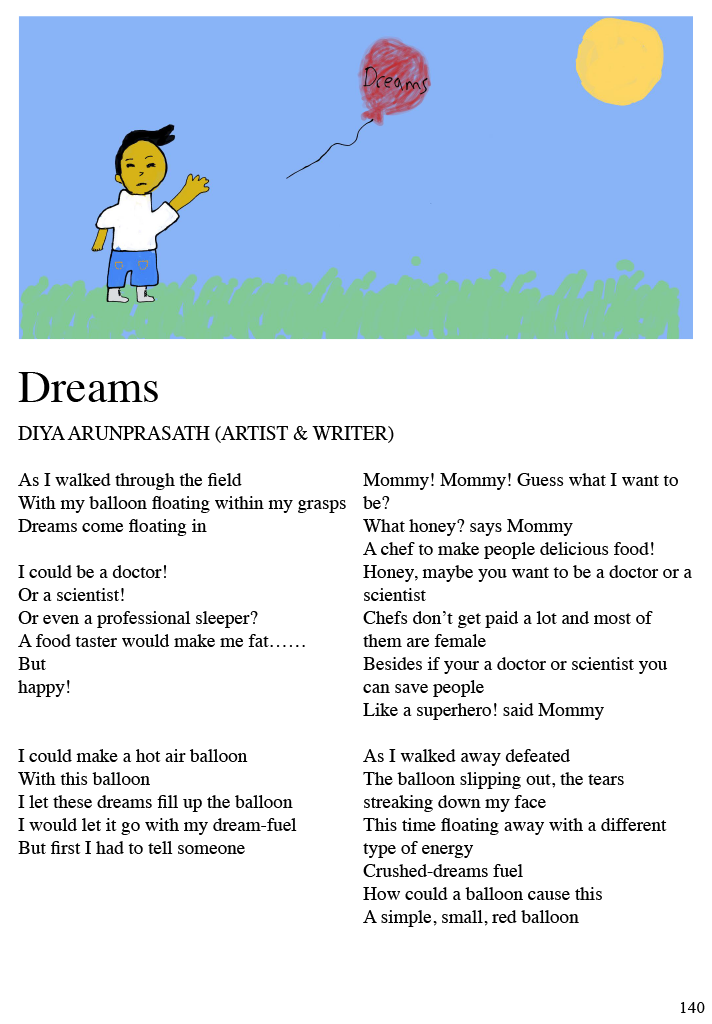 Dreams
Dreams
DIYA ARUNPRASATH (ARTIST & WRITER)
As I walked through the field
With my balloon floating within my grasps
Dreams come floating in
I could be a doctor!
Or a scientist!
Or even a professional sleeper?
A food taster would make me fat……
But
happy!
I could make a hot air balloon
With this balloon
I let these dreams fill up the balloon
I would let it go with my dream-fuel
But first I had to tell someone
Mommy! Mommy! Guess what I want to
be?
What honey? says Mommy
A chef to make people delicious food!
Honey, maybe you want to be a doctor or a
scientist
Chefs don’t get paid a lot and most of
them are female
Besides if your a doctor or scientist you
can save people
Like a superhero! said Mommy
As I walked away defeated
The balloon slipping out, the tears
streaking down my face
This time floating away with a different
type of energy
Crushed-dreams fuel
How could a balloon cause this
A simple, small, red balloon
140